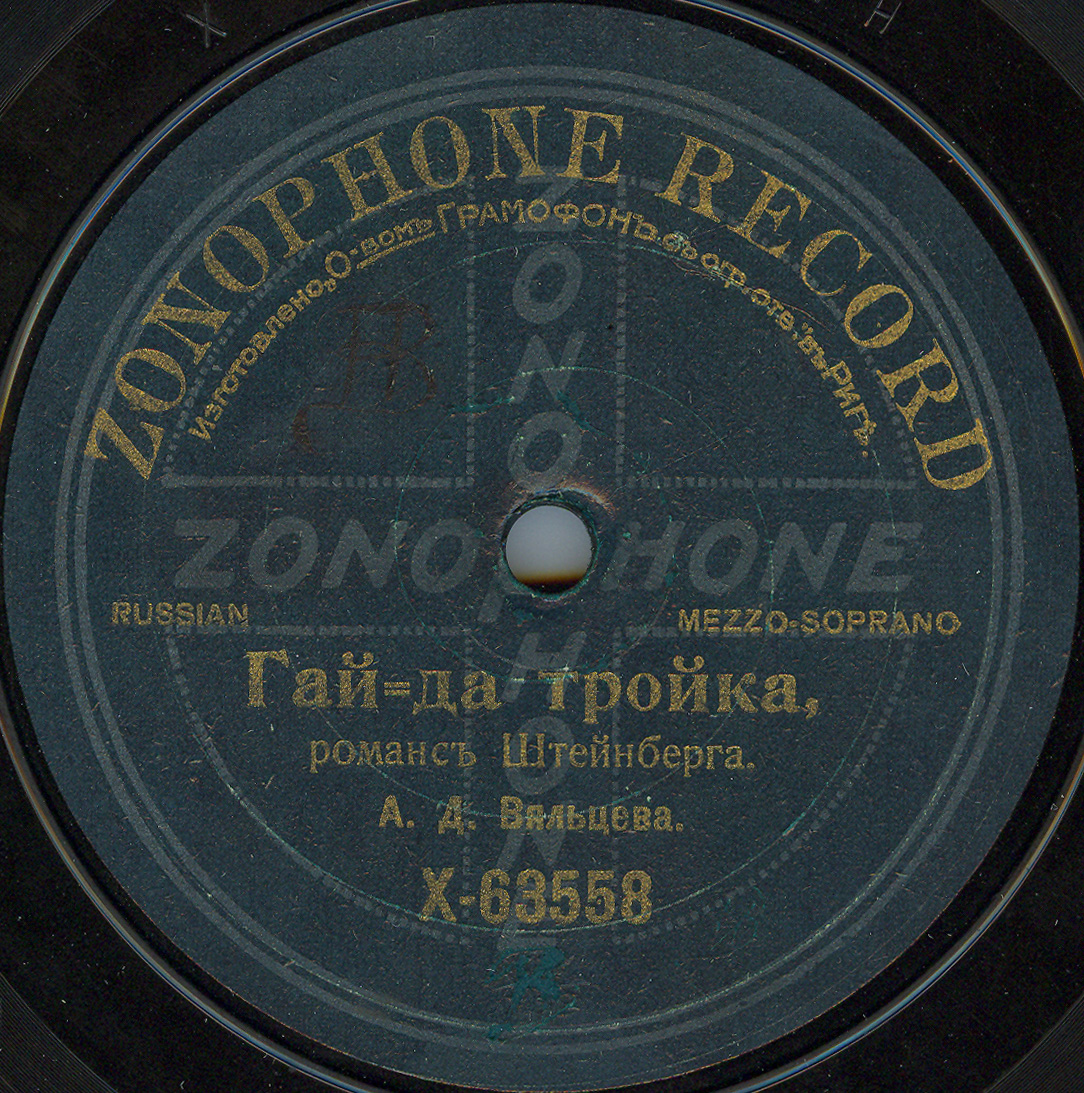 ZONOPHONE RECORD
Изготовлено „О-вомъ ГРАМОФОНЪ съ огр. отв.“ въ Ригѣ.
ZONOPHONE
ZONOPHONE
RUSSIAN
MEZZO-SOPRANO
Гай=да тройка,
романсъ Штейнберга.
А. Д. Вяльцева.
X-63558